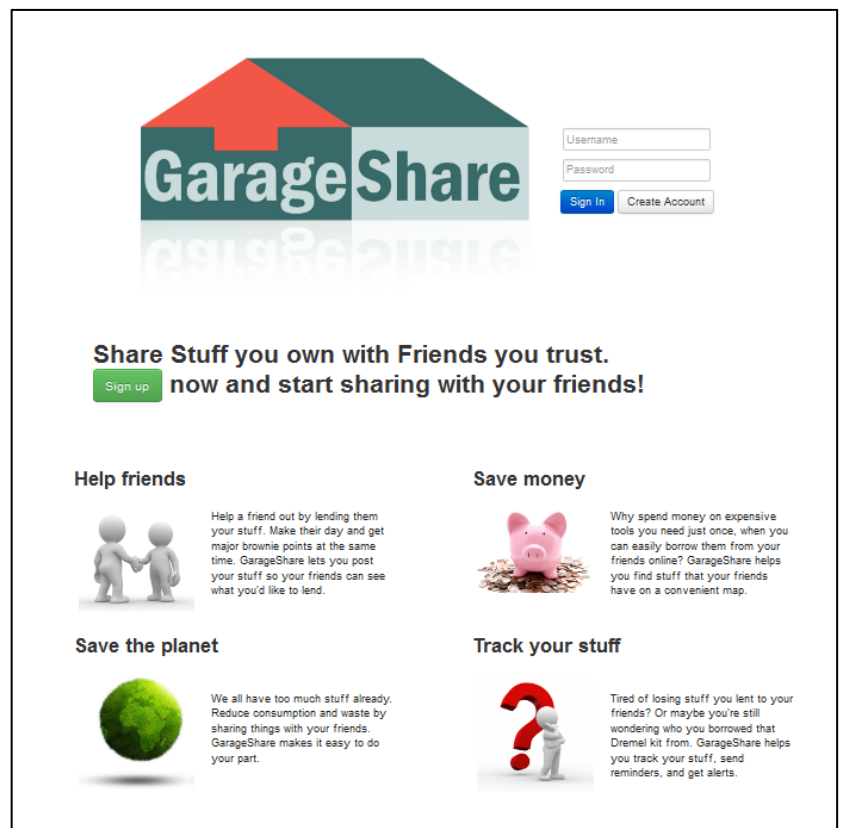 Garage Share
Username
Password
Sign In Create Account
Share Stuff you own with Friends you trust.
Sign up now and start sharing with your friends!
Help friends
Help a friend out by lending them
your stuff. Make their day and get
major brownie points at the same
time. GarageShare lets you post
your stuff so your friends can see
what you'd like to lend.
Save money
Why spend money on expensive
tools you need just once, when you
can easily borrow them from your
friends online? GarageShare helps
you find stuff that your friends
have on a convenient map.
Save the planet
We all have too much stuff already.
Reduce consumption and waste by
sharing things with your friends.
GarageShare makes it easy to do
your part.
Track your stuff
Tired of losing stuff you lent to your
friends? Or maybe you're still
wondering who you borrowed that
Dremel kit from. GarageShare helps
you track your stuff, send
reminders, and get alerts.